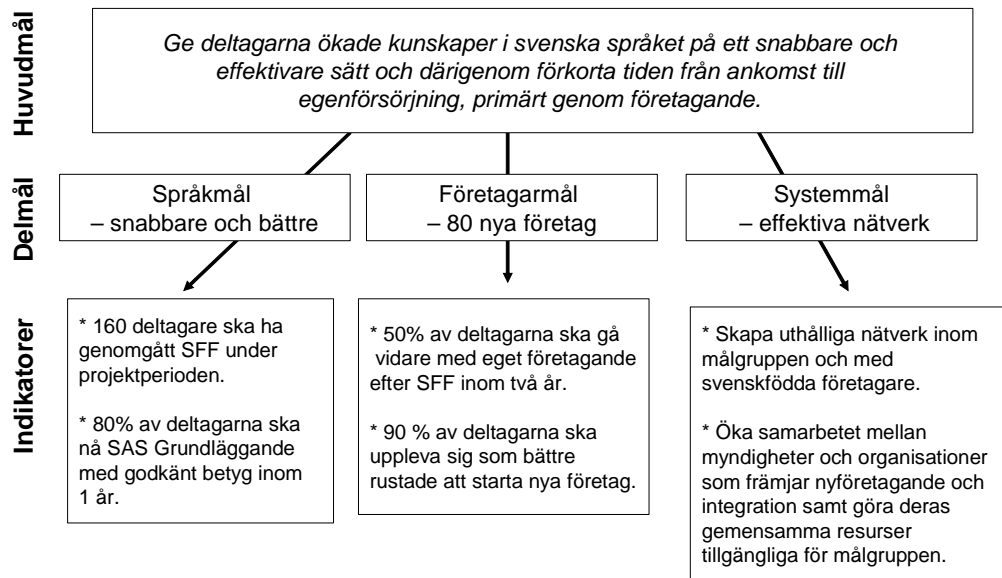 Huvudmål
Ge deltagarna ökade kunskaper i svenska språket på ett snabbare och
effektivare sätt och därigenom förkorta tiden från ankomst till
egenförsörjning, primärt genom företagande.
Delmål
Språkmål
– snabbare och bättre
Företagarmål
– 80 nya företag
Systemmål
– effektiva nätverk
Indikatorer
* 160 deltagare ska ha
genomgått SFF under
projektperioden.
* 80% av deltagarna ska
nå SAS Grundläggande
med godkänt betyg inom
1 år.
* 50% av deltagarna ska gå
vidare med eget företagande
efter SFF inom två år.
* 90 % av deltagarna ska
uppleva sig som bättre
rustade att starta nya företag.
* Skapa uthålliga nätverk inom
målgruppen och med
svenskfödda företagare.
* Öka samarbetet mellan
myndigheter och organisationer
som främjar nyföretagande och
integration samt göra deras
gemensamma resurser
tillgängliga för målgruppen.